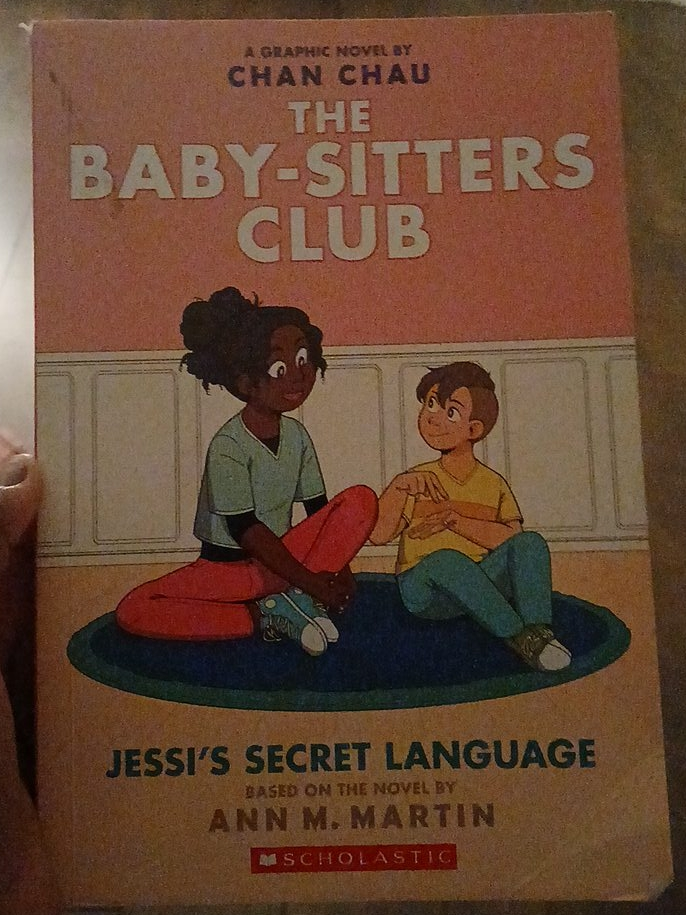 A GRAPHIC NOVEL BY
CHAN CHAU
THE
BABY-SITTERS
CLUB
JESSI'S SECRET LANGUAGE
BASED ON THE NOVEL BY
ANN M. MARTIN
SCHOLASTIC